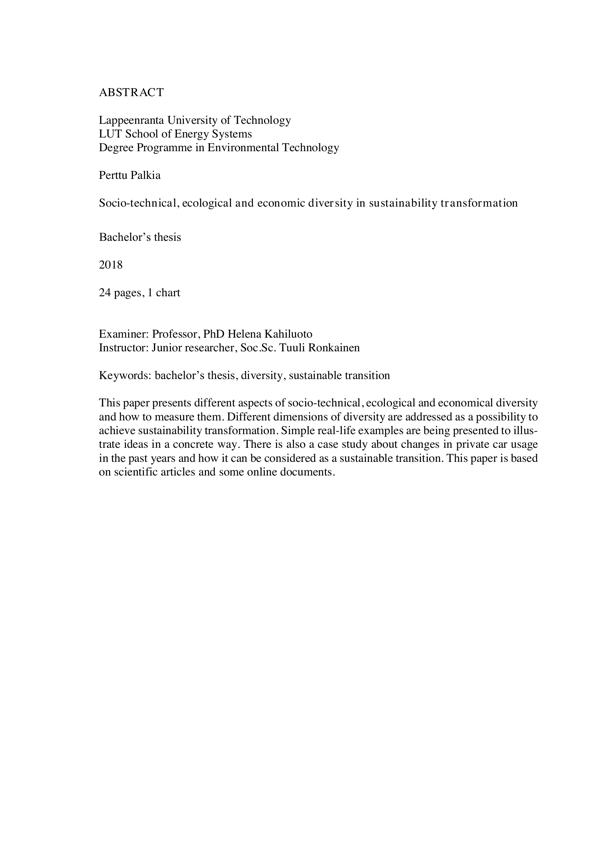 ABSTRACT
Lappeenranta University of Technology
LUT School of Energy Systems
Degree Programme in Environmental Technology
Perttu Palkia
Socio-technical, ecological and economic diversity in sustainability transformation
Bachelor's thesis
2018
24 pages, 1 chart
Examiner: Professor, PhD Helena Kahiluoto
Instructor: Junior researcher, Soc.Sc. Tuuli Ronkainen
Keywords: bachelor's thesis, diversity, sustainable transition
This paper presents different aspects of socio-technical, ecological and economical diversity
and how to measure them. Different dimensions of diversity are addressed as a possibility to
achieve sustainability transformation. Simple real-life examples are being presented to illus-
trate ideas in a concrete way. There is also a case study about changes in private car usage
in the past years and how it can be considered as a sustainable transition. This paper is based
on scientific articles and some online documents.